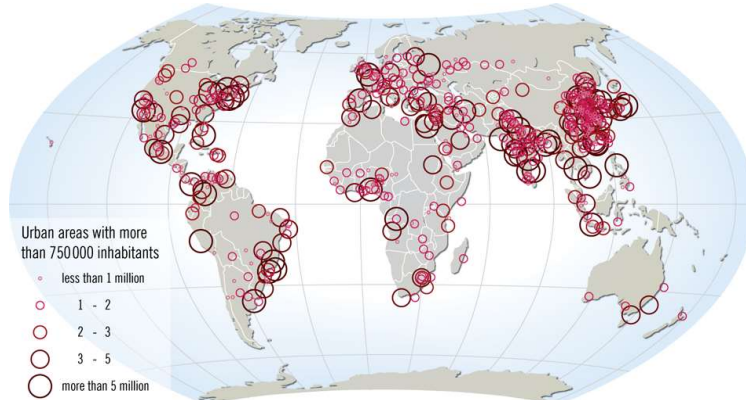 Urban areas with more
than 750 000 inhabitants
less than 1 million
1 - 2
2 - 3
3 - 5
more than 5 million